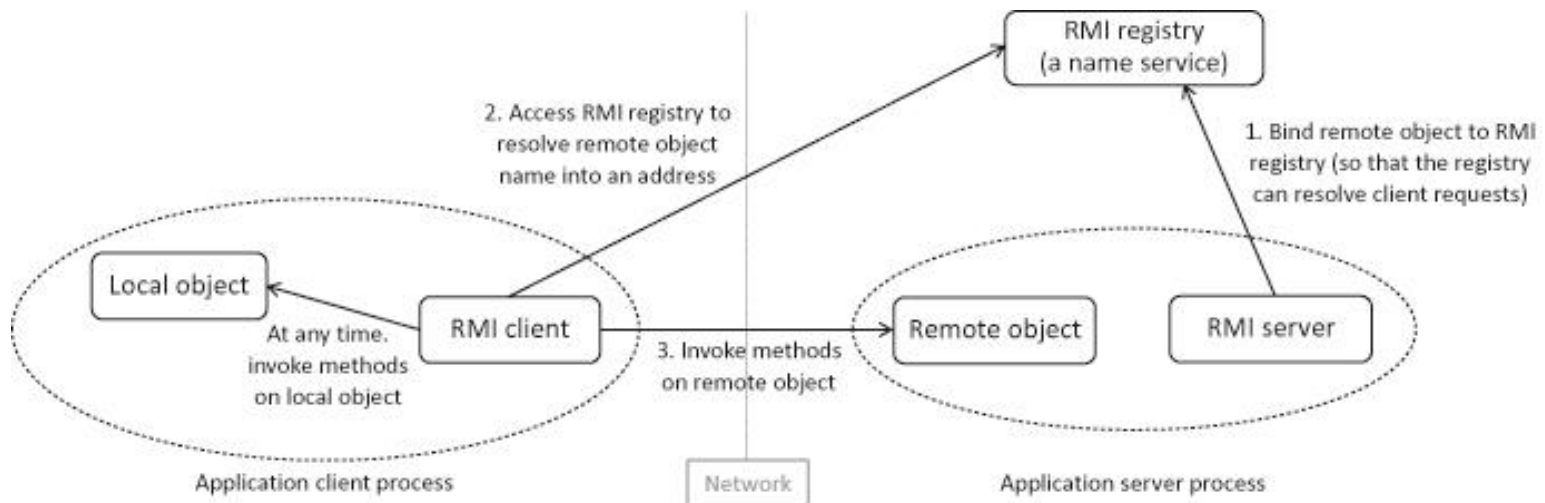 RMI registry
(a name service)
2. Access RMI registry to
resolve remote object
name into an address
1. Bind remote object to RMI
registry (so that the registry
can resolve client requests)
Local object
RMI client
At any time.
invoke methods
on local object
3. Invoke methods
on remote object
Remote object
RMI server
Application client process
Network
Application server process